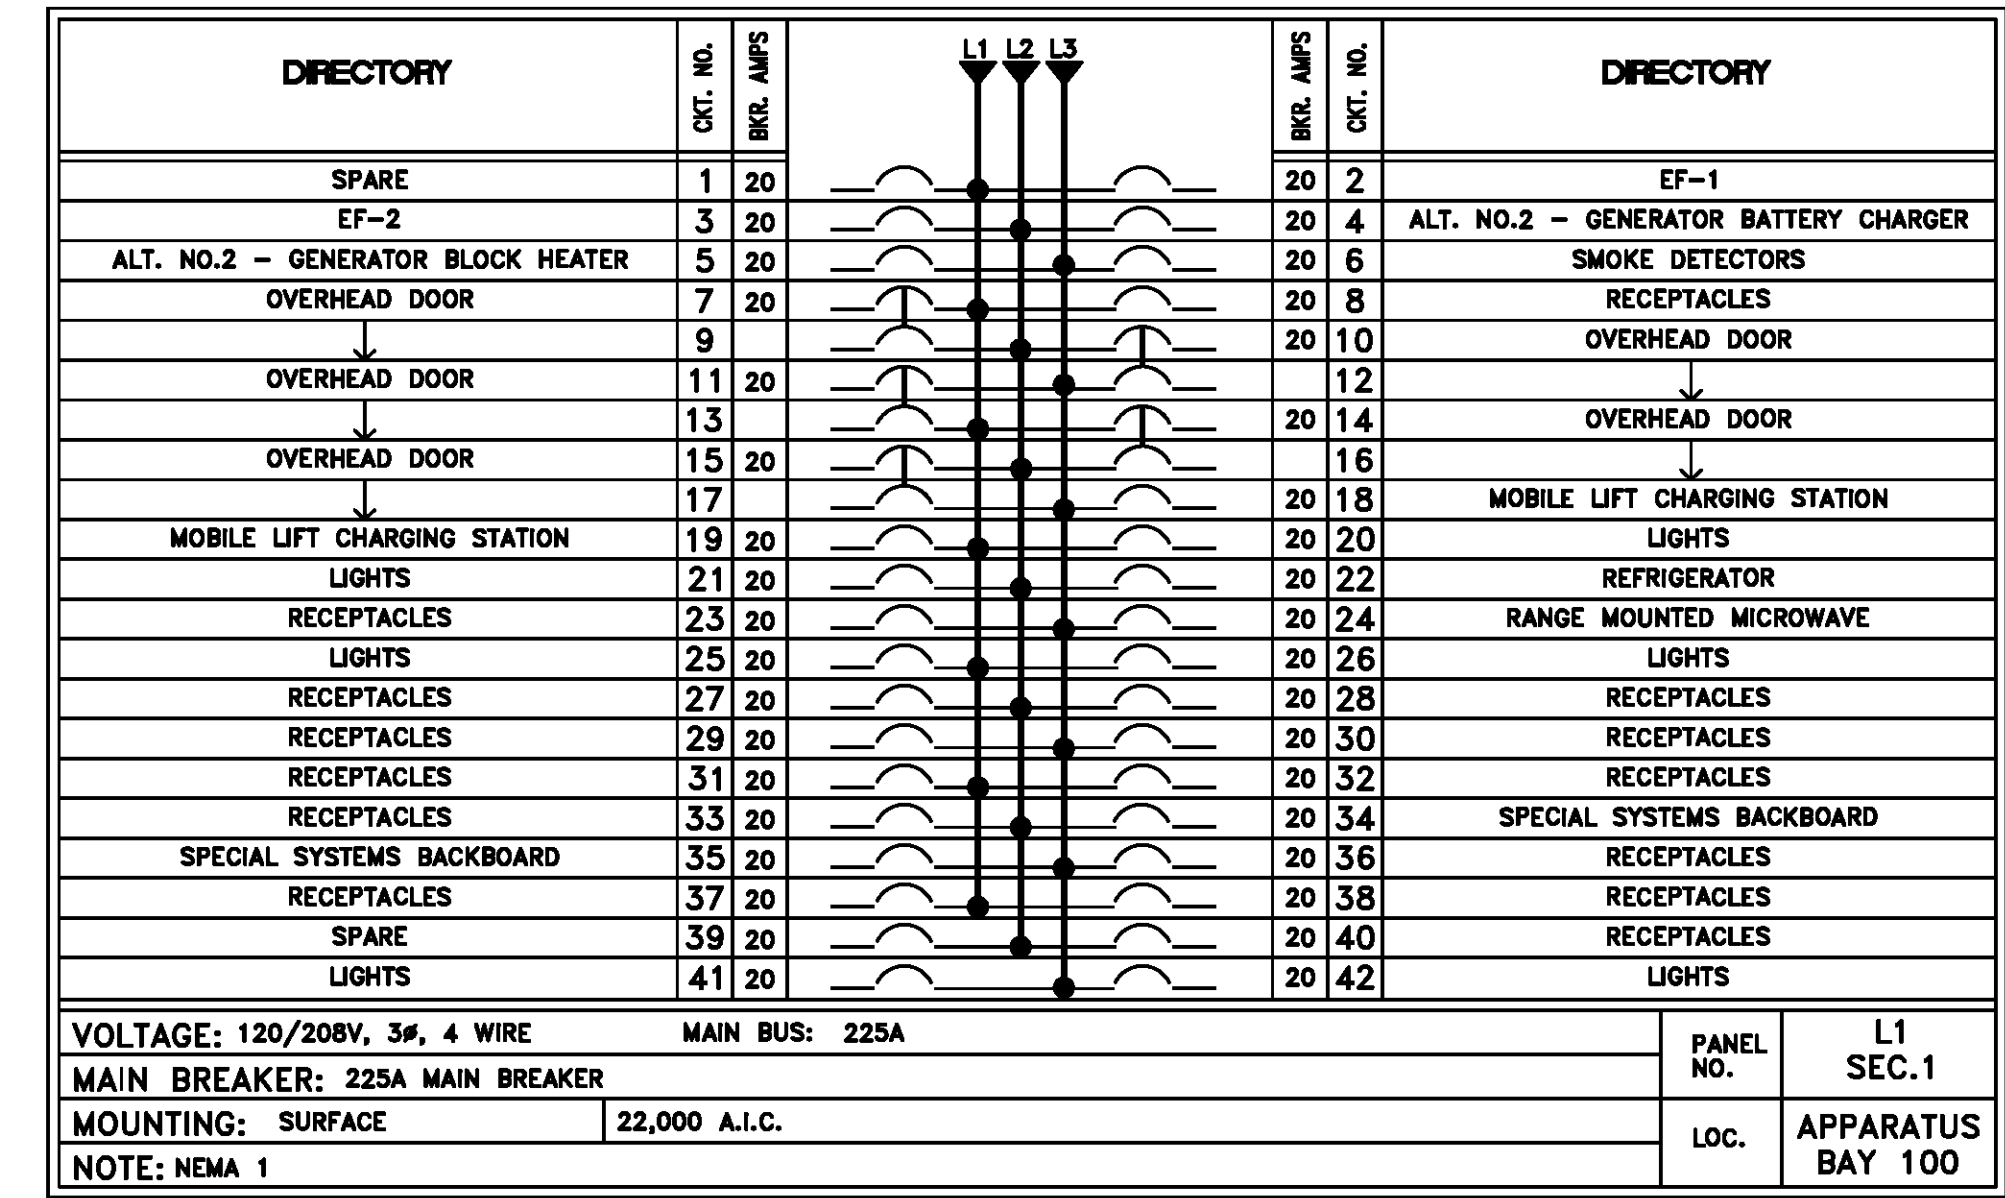 DIRECTORY CKT. NO. BKR. AMPS L1 L2 L3 BKR. AMPS CKT. NO. DIRECTORY
SPARE 1 20 20 2 EF-1
EF-2 3 20 20 4 ALT. NO.2 - GENERATOR BATTERY CHARGER
ALT. NO.2 - GENERATOR BLOCK HEATER 5 20 20 6 SMOKE DETECTORS
OVERHEAD DOOR 7 20 20 8 RECEPTACLES
9 20 10 OVERHEAD DOOR
OVERHEAD DOOR 11 20 12
13 20 14 OVERHEAD DOOR
OVERHEAD DOOR 15 20 16
17 20 18 MOBILE LIFT CHARGING STATION
MOBILE LIFT CHARGING STATION 19 20 20 20 LIGHTS
LIGHTS 21 20 20 22 REFRIGERATOR
RECEPTACLES 23 20 20 24 RANGE MOUNTED MICROWAVE
LIGHTS 25 20 20 26 LIGHTS
RECEPTACLES 27 20 20 28 RECEPTACLES
RECEPTACLES 29 20 20 30 RECEPTACLES
RECEPTACLES 31 20 20 32 RECEPTACLES
RECEPTACLES 33 20 20 34 SPECIAL SYSTEMS BACKBOARD
SPECIAL SYSTEMS BACKBOARD 35 20 20 36 RECEPTACLES
RECEPTACLES 37 20 20 38 RECEPTACLES
SPARE 39 20 20 40 RECEPTACLES
LIGHTS 41 20 20 42 LIGHTS
VOLTAGE: 120/208V, 3ø, 4 WIRE MAIN BUS: 225A
MAIN BREAKER: 225A MAIN BREAKER
MOUNTING: SURFACE 22,000 A.I.C.
NOTE: NEMA 1
PANEL
NO.
L1
SEC.1
LOC.
APPARATUS
BAY 100